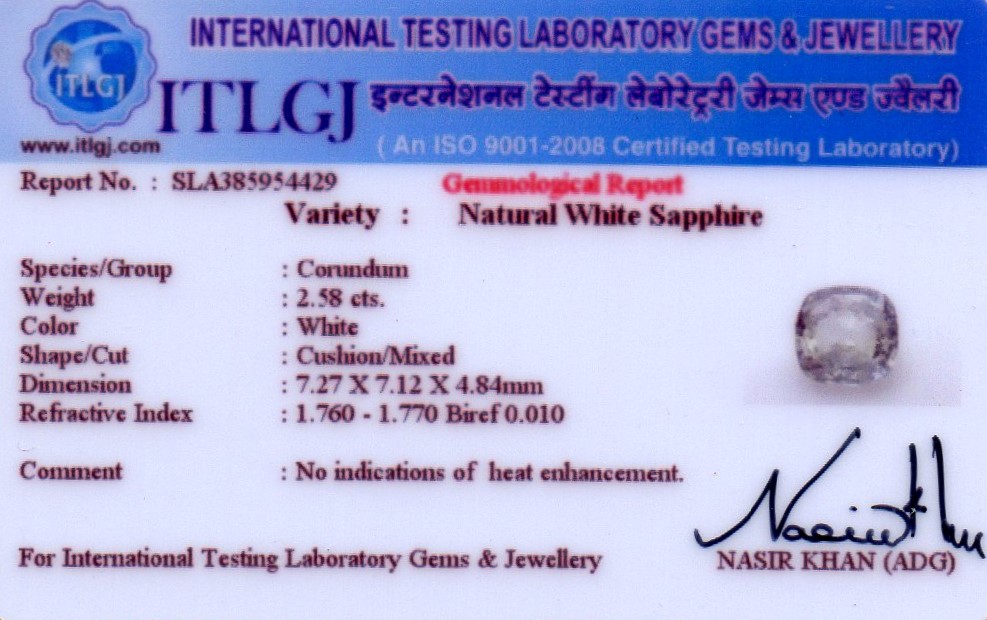 INTERNATIONAL TESTING LABORATORY GEMS & JEWELLERY
ITLGJ
ITLGJ इन्टरनेशनल टेस्टींग लेबोरेट्री जेम्स एण्ड ज्वैलरी
www.itlgj.com ( An ISO 9001-2008 Certified Testing Laboratory)
Report No. : SLA385954429 Gemmological Report
Variety : Natural White Sapphire
Species/Group : Corundum
Weight : 2.58 cts.
Color : White
Shape/Cut : Cushion/Mixed
Dimension : 7.27 X 7.12 X 4.84mm
Refractive Index : 1.760 - 1.770 Biref 0.010
Comment : No indications of heat enhancement.
For International Testing Laboratory Gems & Jewellery NASIR KHAN (ADG)